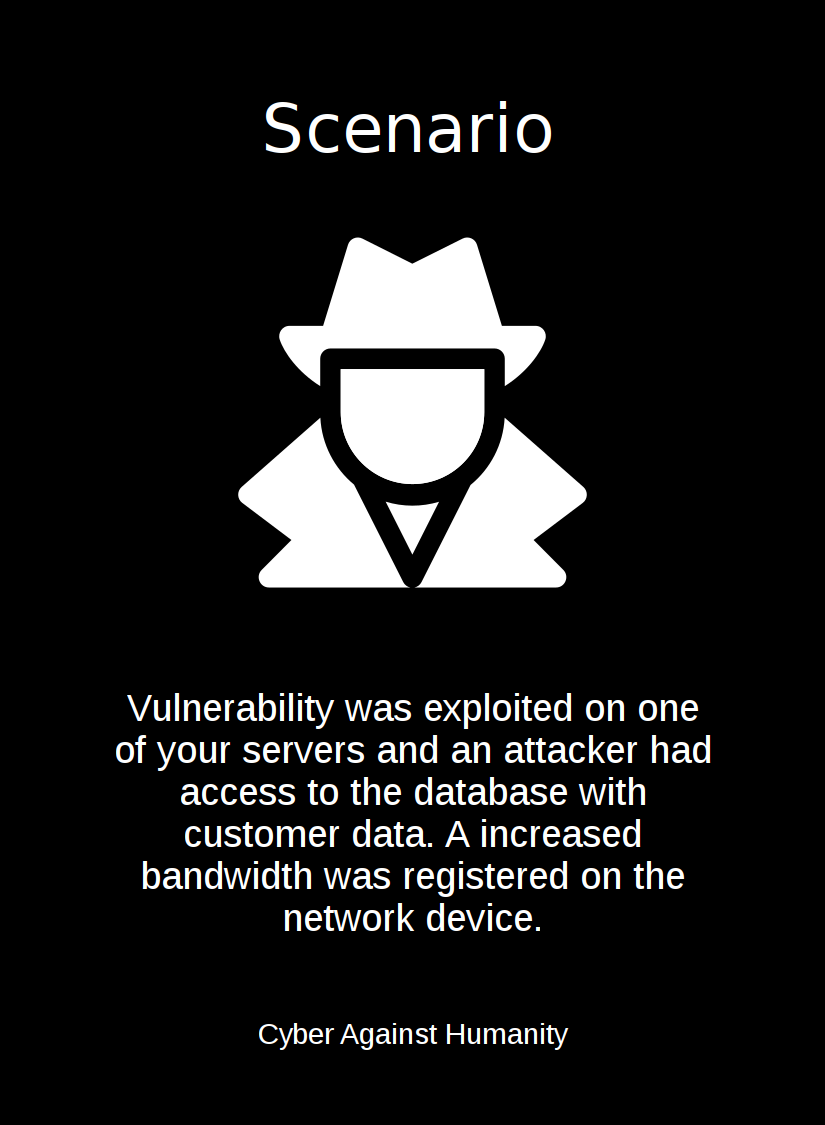 Scenario
Vulnerability was exploited on one
of your servers and an attacker had
access to the database with
customer data. A increased
bandwidth was registered on the
network device.
Cyber Against Humanity